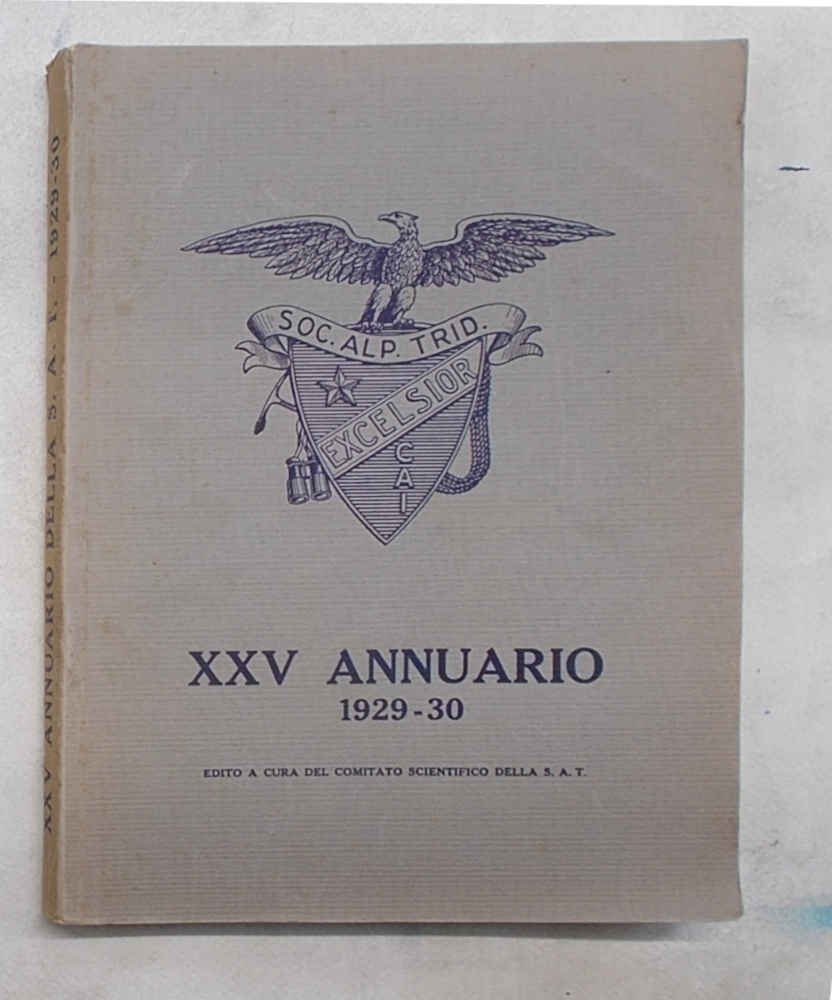 SOC. ALP. TRID.
EXCELSIOR
CAI
XXV ANNUARIO
1929-30
EDITO A CURA DEL COMITATO SCIENTIFICO DELLA S. A. T.
XXV ANNUARIO DELLA S. A. T. - 1929-30